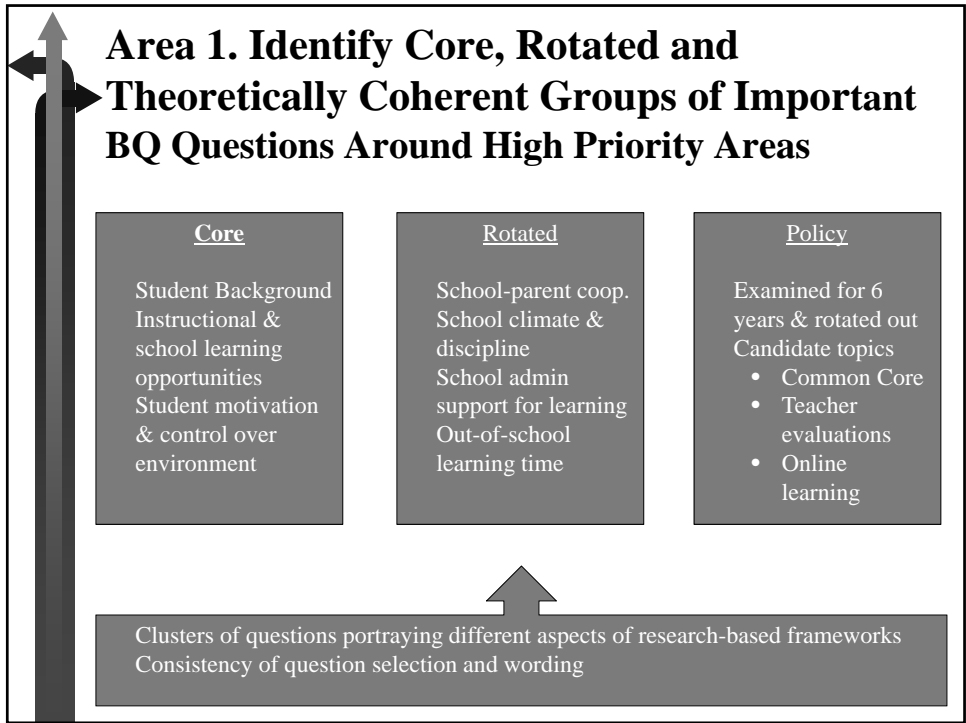 Area 1. Identify Core, Rotated and
Theoretically Coherent Groups of Important
BQ Questions Around High Priority Areas
Core
Student Background
Instructional &
school learning
opportunities
Student motivation
& control over
environment
Rotated
School-parent coop.
School climate &
discipline
School admin
support for learning
Out-of-school
learning time
Policy
Examined for 6
years & rotated out
Candidate topics
• Common Core
• Teacher
evaluations
• Online
learning
Clusters of questions portraying different aspects of research-based frameworks
Consistency of question selection and wording